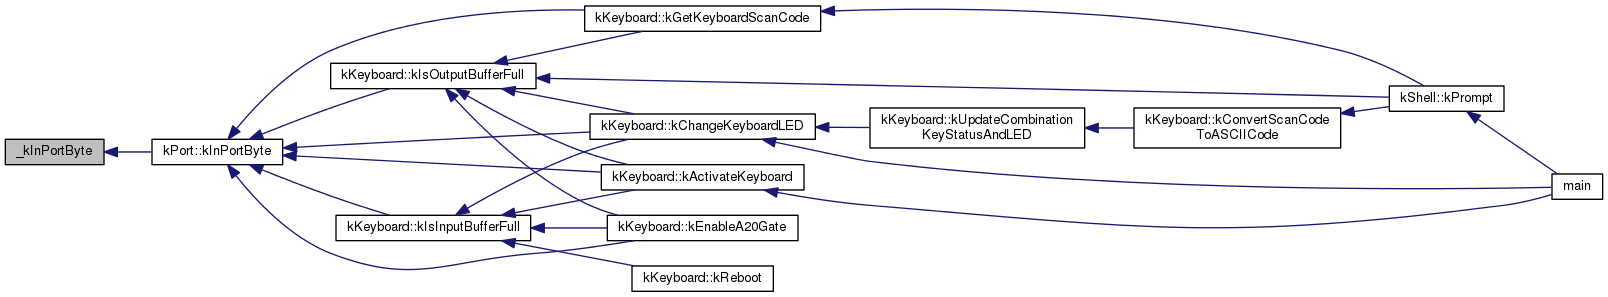 _kInPortByte
kPort::kInPortByte
kKeyboard::kGetKeyboardScanCode
kKeyboard::kIsOutputBufferFull
kKeyboard::kChangeKeyboardLED
kKeyboard::kActivateKeyboard
kKeyboard::kIsInputBufferFull
kKeyboard::kEnableA20Gate
kKeyboard::kReboot
kKeyboard::kUpdateCombination
KeyStatusAndLED
kKeyboard::kConvertScanCode
ToASCIICode
kShell::kPrompt
main